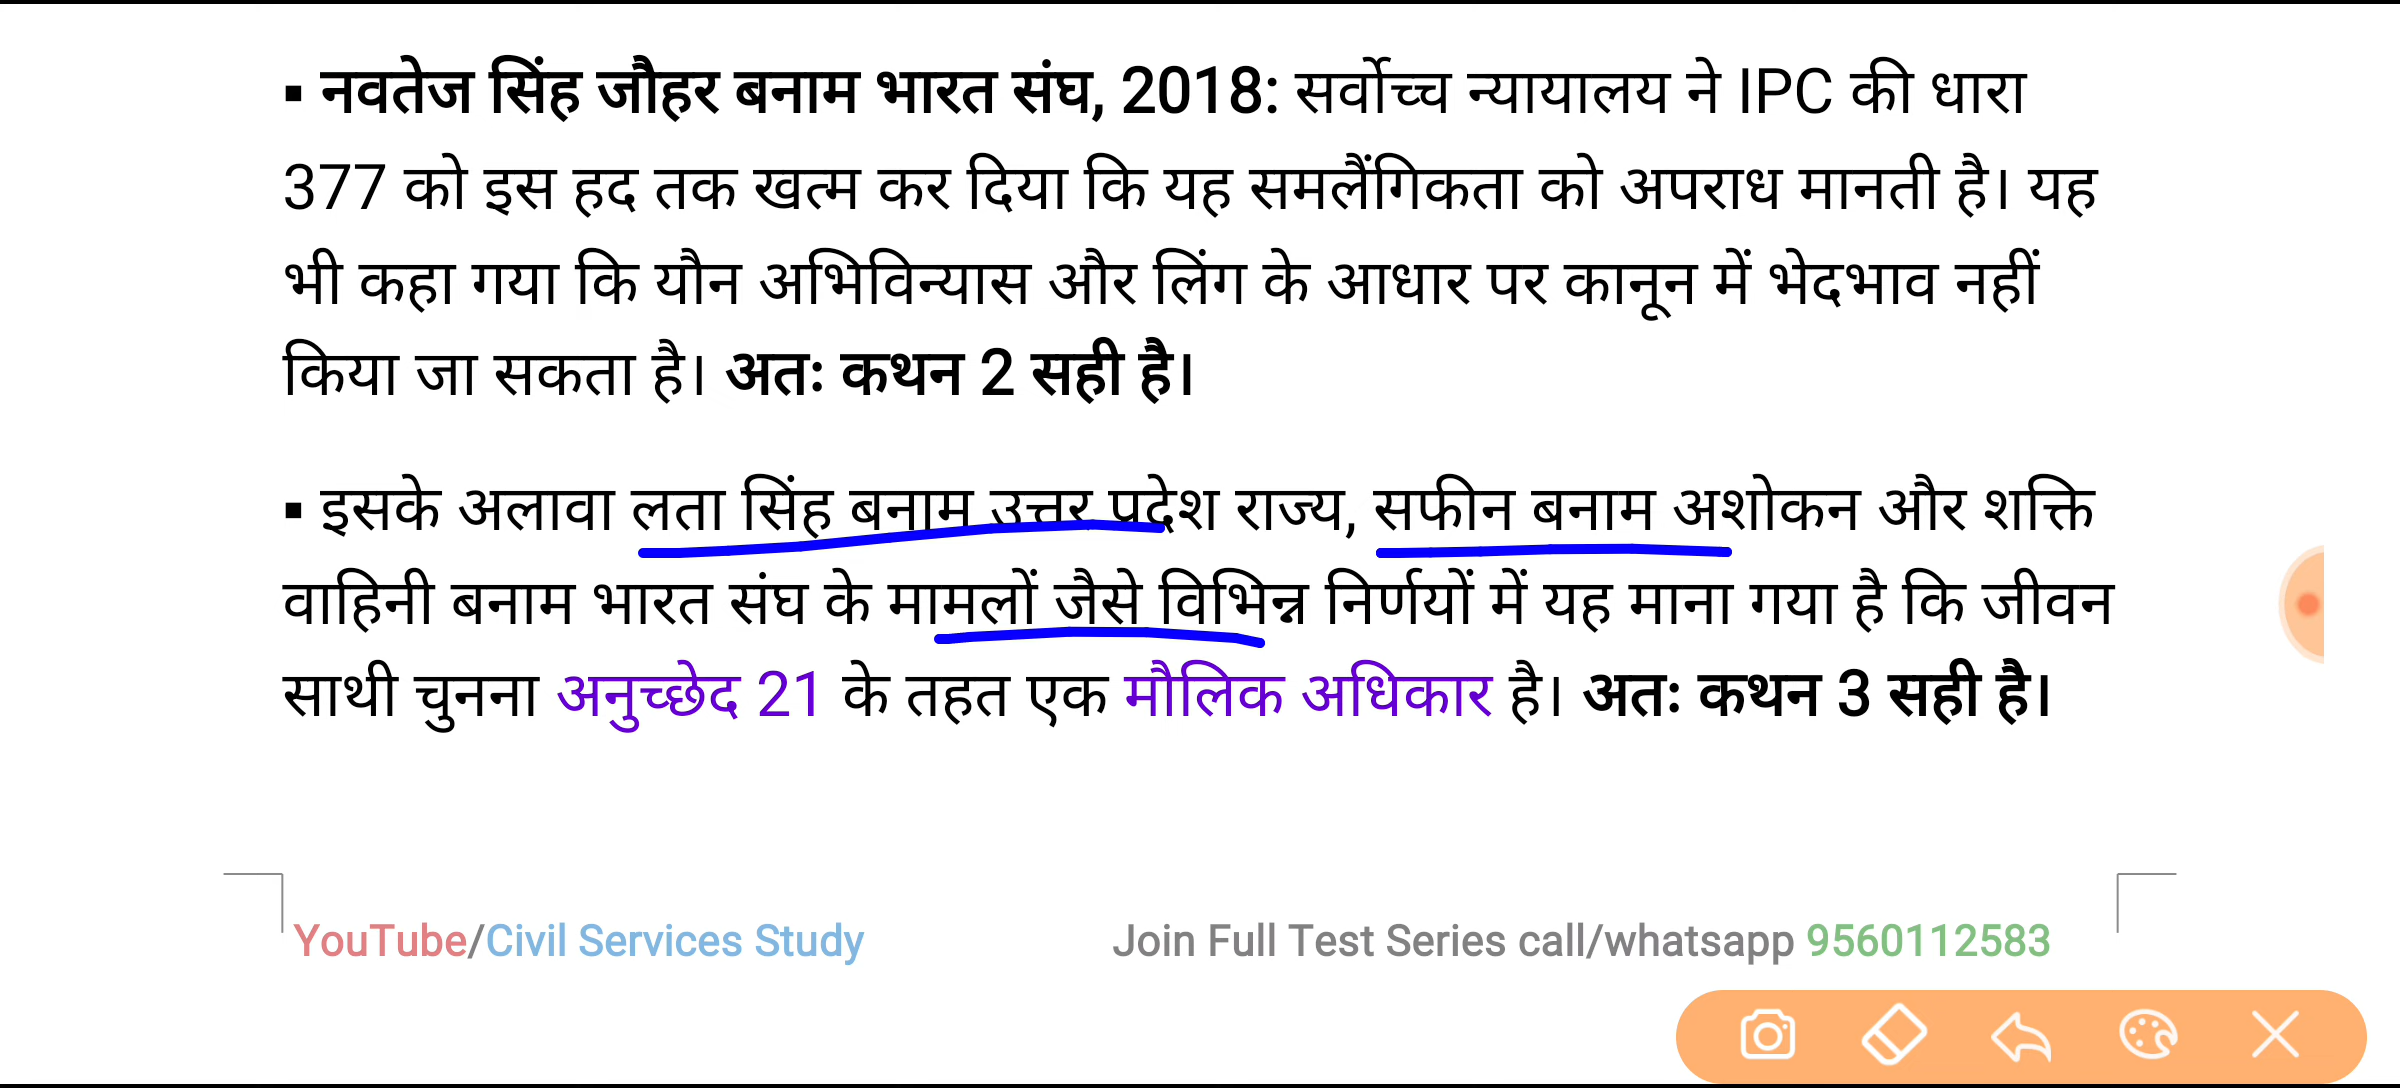 ▪ नवतेज सिंह जौहर बनाम भारत संघ, 2018: सर्वोच्च न्यायालय ने IPC की धारा
377 को इस हद तक खत्म कर दिया कि यह समलैंगिकता को अपराध मानती है। यह
भी कहा गया कि यौन अभिविन्यास और लिंग के आधार पर कानून में भेदभाव नहीं
किया जा सकता है। अतः कथन 2 सही है।
▪ इसके अलावा लता सिंह बनाम उत्तर प्रदेश राज्य, सफीन बनाम अशोकन और शक्ति
वाहिनी बनाम भारत संघ के मामलों जैसे विभिन्न निर्णयों में यह माना गया है कि जीवन
साथी चुनना अनुच्छेद 21 के तहत एक मौलिक अधिकार है। अतः कथन 3 सही है।
YouTube/Civil Services Study Join Full Test Series call/whatsapp 9560112583